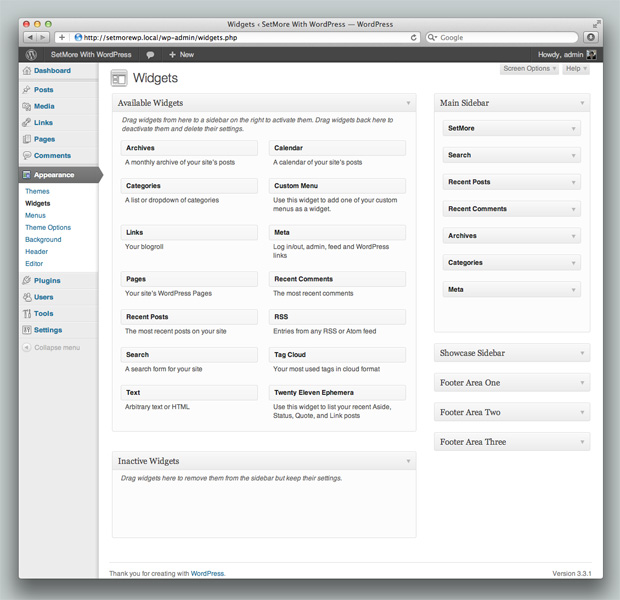 Widgets ‹ SetMore With WordPress — WordPress
http://setmorewp.local/wp-admin/widgets.php
Google
SetMore With WordPress
New
Howdy, admin
Screen Options
Help
Dashboard
Posts
Media
Links
Pages
Comments
Appearance
Themes
Widgets
Menus
Theme Options
Background
Header
Editor
Plugins
Users
Tools
Settings
Collapse menu
Widgets
Available Widgets
Drag widgets from here to a sidebar on the right to activate them. Drag widgets back here to
deactivate them and delete their settings.
Archives
A monthly archive of your site's posts
Calendar
A calendar of your site's posts
Categories
A list or dropdown of categories
Custom Menu
Use this widget to add one of your custom
menus as a widget.
Links
Your blogroll
Meta
Log in/out, admin, feed and WordPress
links
Pages
Your site's WordPress Pages
Recent Comments
The most recent comments
Recent Posts
The most recent posts on your site
RSS
Entries from any RSS or Atom feed
Search
A search form for your site
Tag Cloud
Your most used tags in cloud format
Text
Arbitrary text or HTML
Twenty Eleven Ephemera
Use this widget to list your recent Aside,
Status, Quote, and Link posts
Inactive Widgets
Drag widgets here to remove them from the sidebar but keep their settings.
Main Sidebar
SetMore
Search
Recent Posts
Recent Comments
Archives
Categories
Meta
Showcase Sidebar
Footer Area One
Footer Area Two
Footer Area Three
Thank you for creating with WordPress.
Version 3.3.1